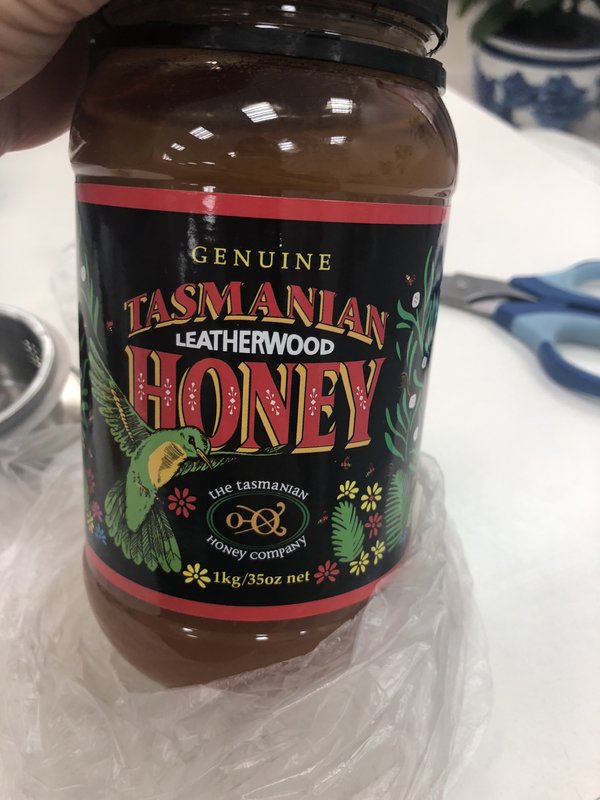 GENUINE
TASMANIAN
LEATHERWOOD
HONEY
the tasmanian
honey company
1kg/35oz net